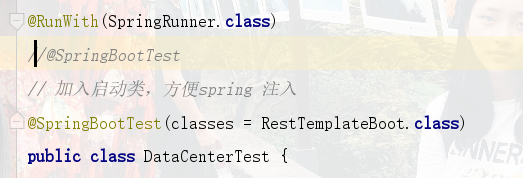 @RunWith(SpringRunner.class)
//@SpringBootTest
// 加入启动类，方便spring 注入
@SpringBootTest(classes = RestTemplateBoot.class)
public class DataCenterTest {